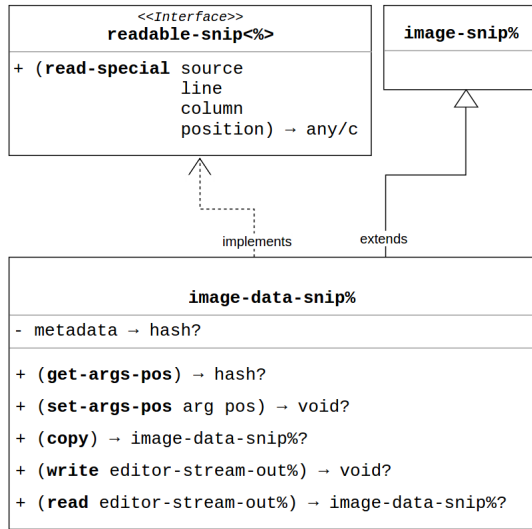 <<Interface>>
readable-snip<%>
+ (read-special source
line
column
position) → any/c
image-snip%
implements
extends
image-data-snip%
- metadata → hash?
+ (get-args-pos) → hash?
+ (set-args-pos arg pos) → void?
+ (copy) → image-data-snip%?
+ (write editor-stream-out%) → void?
+ (read editor-stream-out%) → image-data-snip%?